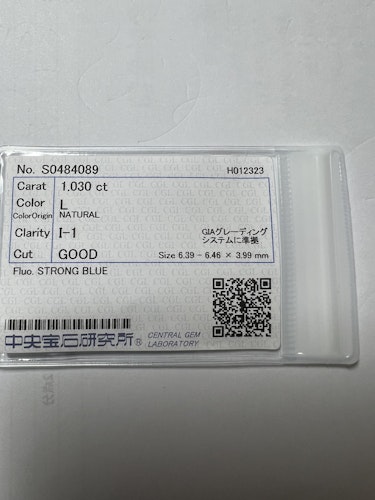 No. S0484089 H012323
Carat 1.030 ct
Color L
ColorOrigin NATURAL
Clarity I-1 GIAグレーディング
システムに準拠
Cut GOOD Size 6.39 - 6.46 × 3.99 mm
Fluo. STRONG BLUE
中央宝石研究所® CENTRAL GEM
LABORATORY